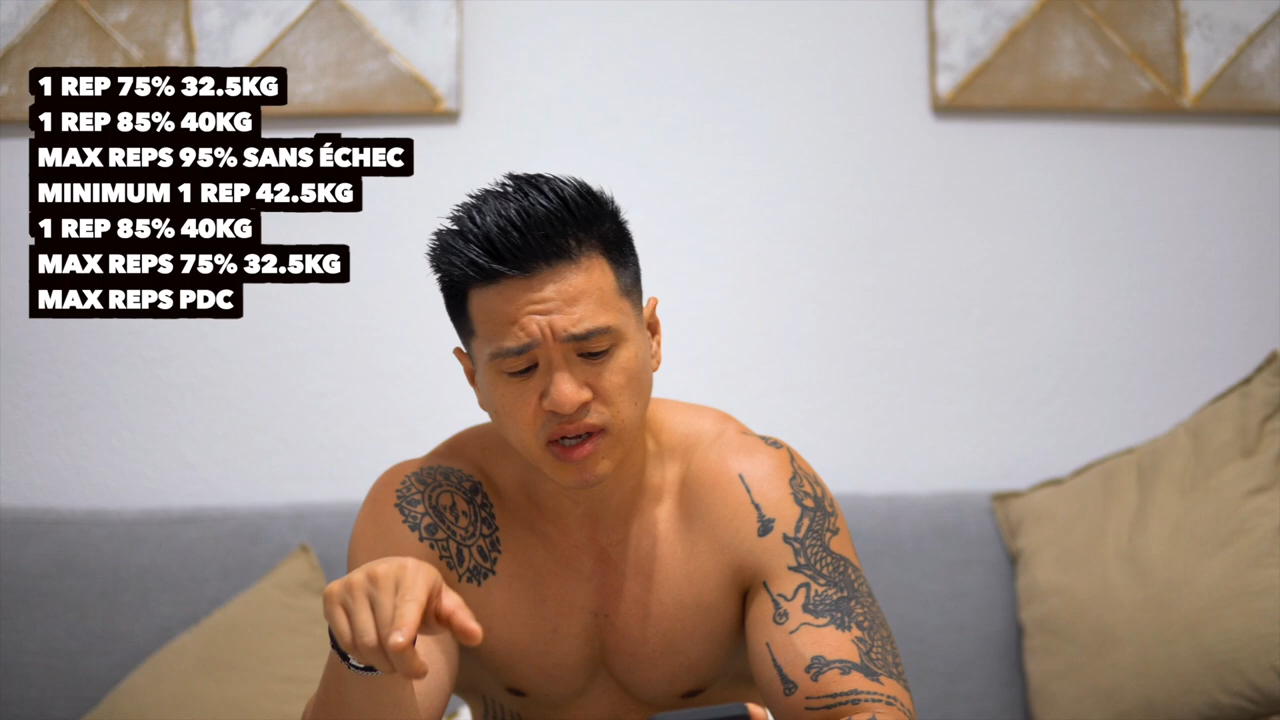 1 REP 75% 32.5KG
1 REP 85% 40KG
MAX REPS 95% SANS ÉCHEC
MINIMUM 1 REP 42.5KG
1 REP 85% 40KG
MAX REPS 75% 32.5KG
MAX REPS PDC